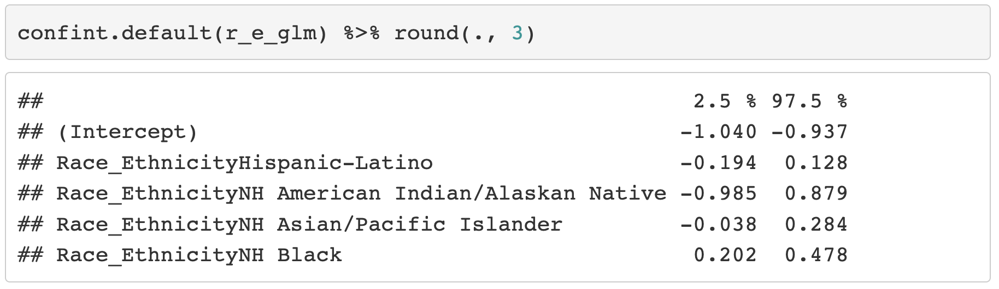 confint.default(r_e_glm) %>% round(., 3)
##                                                  2.5 % 97.5 %
## (Intercept)                                     -1.040 -0.937
## Race_EthnicityHispanic-Latino                   -0.194  0.128
## Race_EthnicityNH American Indian/Alaskan Native -0.985  0.879
## Race_EthnicityNH Asian/Pacific Islander         -0.038  0.284
## Race_EthnicityNH Black                           0.202  0.478